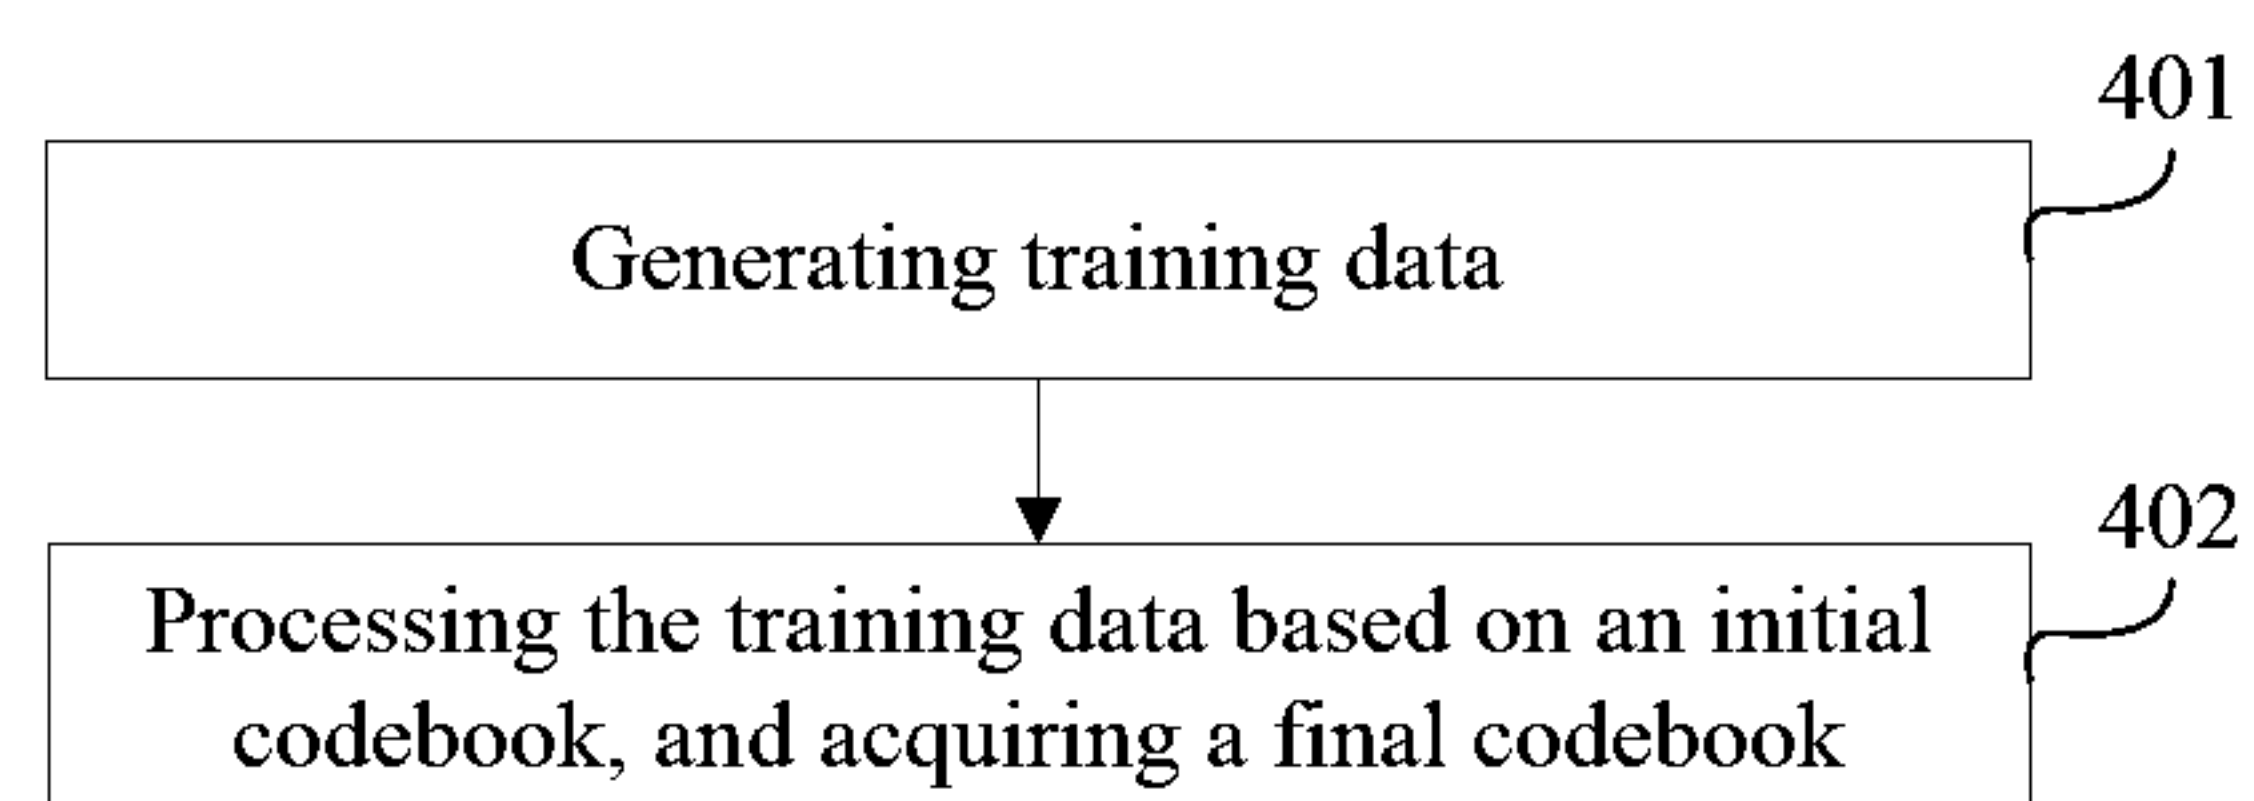 401
Generating training data
402
Processing the training data based on an initial
codebook, and acquiring a final codebook